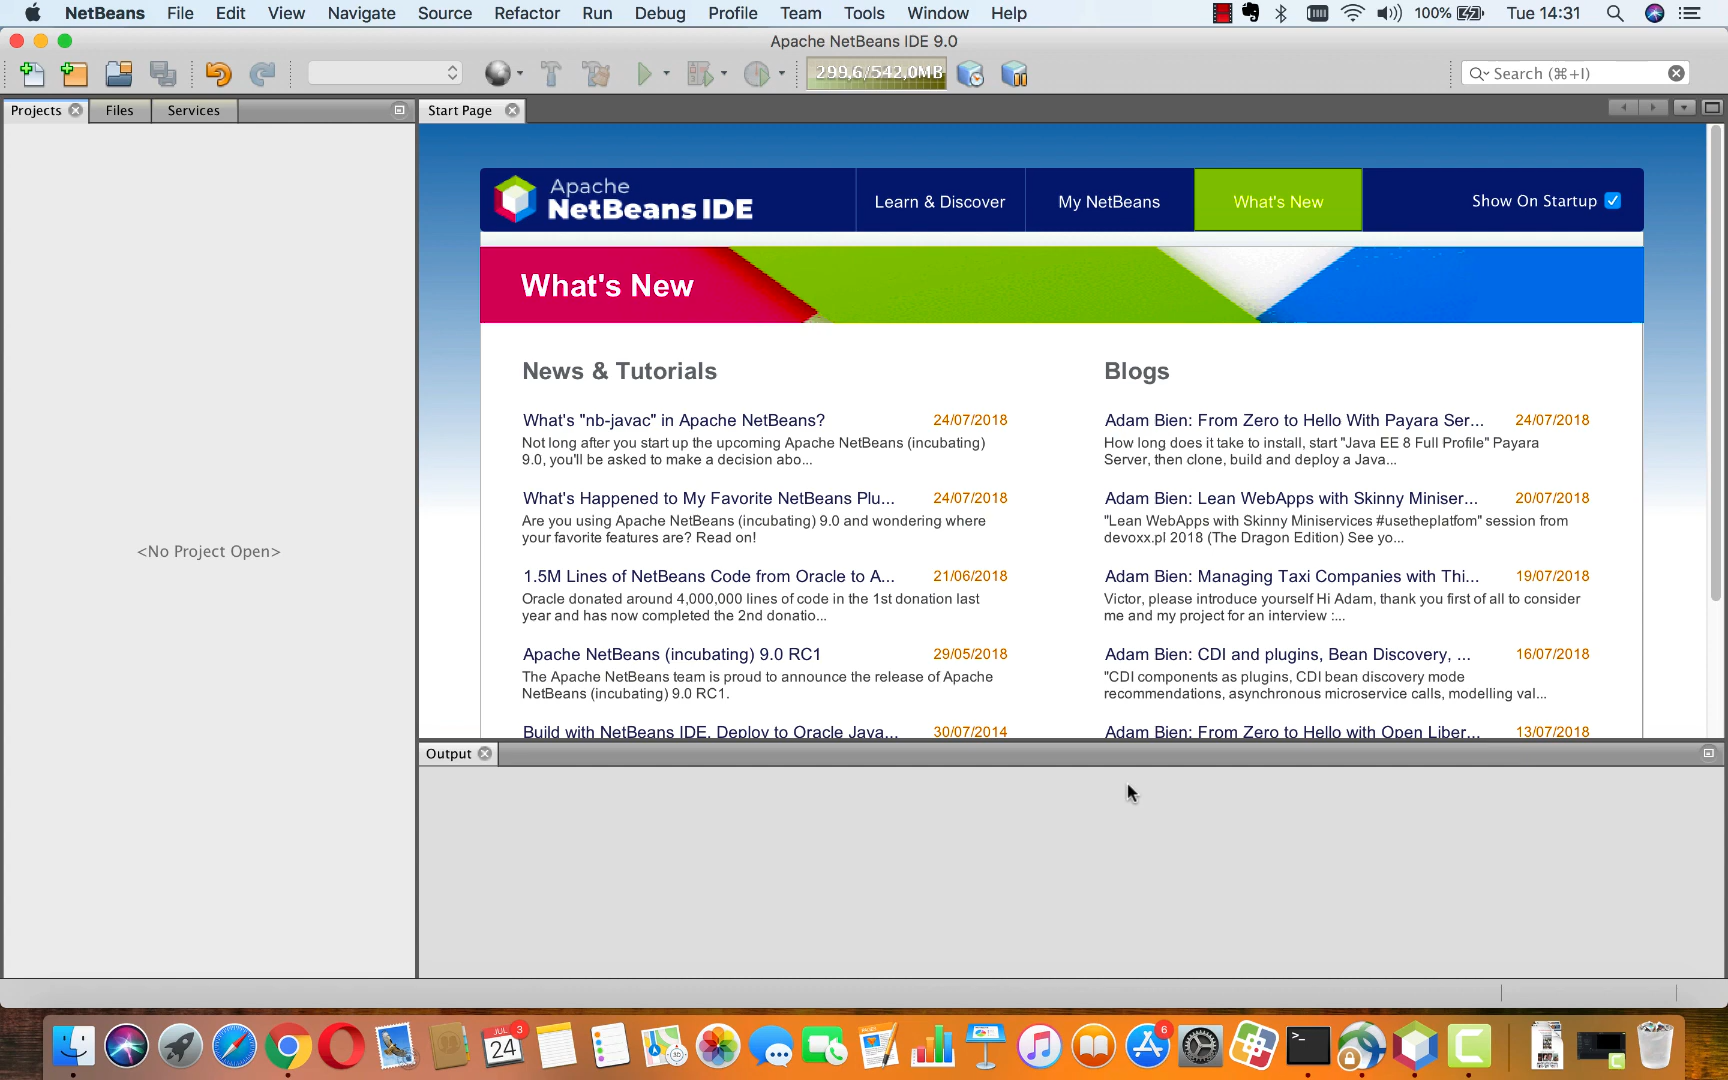 NetBeans File Edit View Navigate Source Refactor Run Debug Profile Team Tools Window Help 100% Tue 14:31
Apache NetBeans IDE 9.0
299,6/542,0MB
Search (⌘+I)
Projects Files Services
Start Page
Apache
NetBeans IDE
Learn & Discover
My NetBeans
What's New
Show On Startup
What's New
<No Project Open>
News & Tutorials
What's "nb-javac" in Apache NetBeans? 24/07/2018
Not long after you start up the upcoming Apache NetBeans (incubating)
9.0, you'll be asked to make a decision abo...
What's Happened to My Favorite NetBeans Plu... 24/07/2018
Are you using Apache NetBeans (incubating) 9.0 and wondering where
your favorite features are? Read on!
1.5M Lines of NetBeans Code from Oracle to A... 21/06/2018
Oracle donated around 4,000,000 lines of code in the 1st donation last
year and has now completed the 2nd donatio...
Apache NetBeans (incubating) 9.0 RC1 29/05/2018
The Apache NetBeans team is proud to announce the release of Apache
NetBeans (incubating) 9.0 RC1.
Build with NetBeans IDE, Deploy to Oracle Java... 30/07/2014
Blogs
Adam Bien: From Zero to Hello With Payara Ser... 24/07/2018
How long does it take to install, start "Java EE 8 Full Profile" Payara
Server, then clone, build and deploy a Java...
Adam Bien: Lean WebApps with Skinny Miniser... 20/07/2018
"Lean WebApps with Skinny Miniservices #usetheplatfom" session from
devoxx.pl 2018 (The Dragon Edition) See yo...
Adam Bien: Managing Taxi Companies with Thi... 19/07/2018
Victor, please introduce yourself Hi Adam, thank you first of all to consider
me and my project for an interview :...
Adam Bien: CDI and plugins, Bean Discovery, ... 16/07/2018
"CDI components as plugins, CDI bean discovery mode
recommendations, asynchronous microservice calls, modelling val...
Adam Bien: From Zero to Hello with Open Liber... 13/07/2018
Output
JUL
3
24
3D
PAGES
6
>_